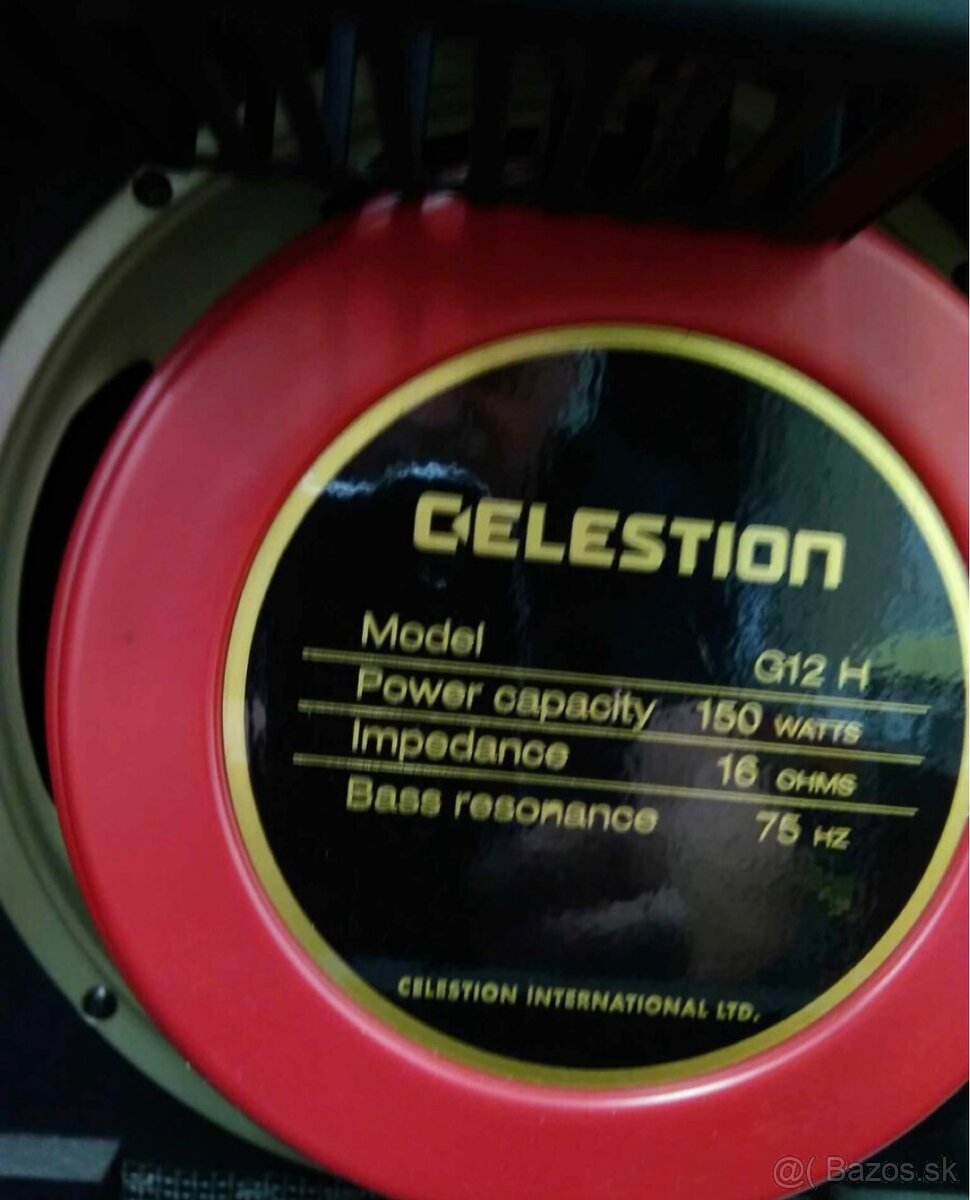 CELESTION
Model G12 H
Power capacity 150 WATTS
Impedance 16 OHMS
Bass resonance 75 HZ
CELESTION INTERNATIONAL LTD.
@( Bazos.sk